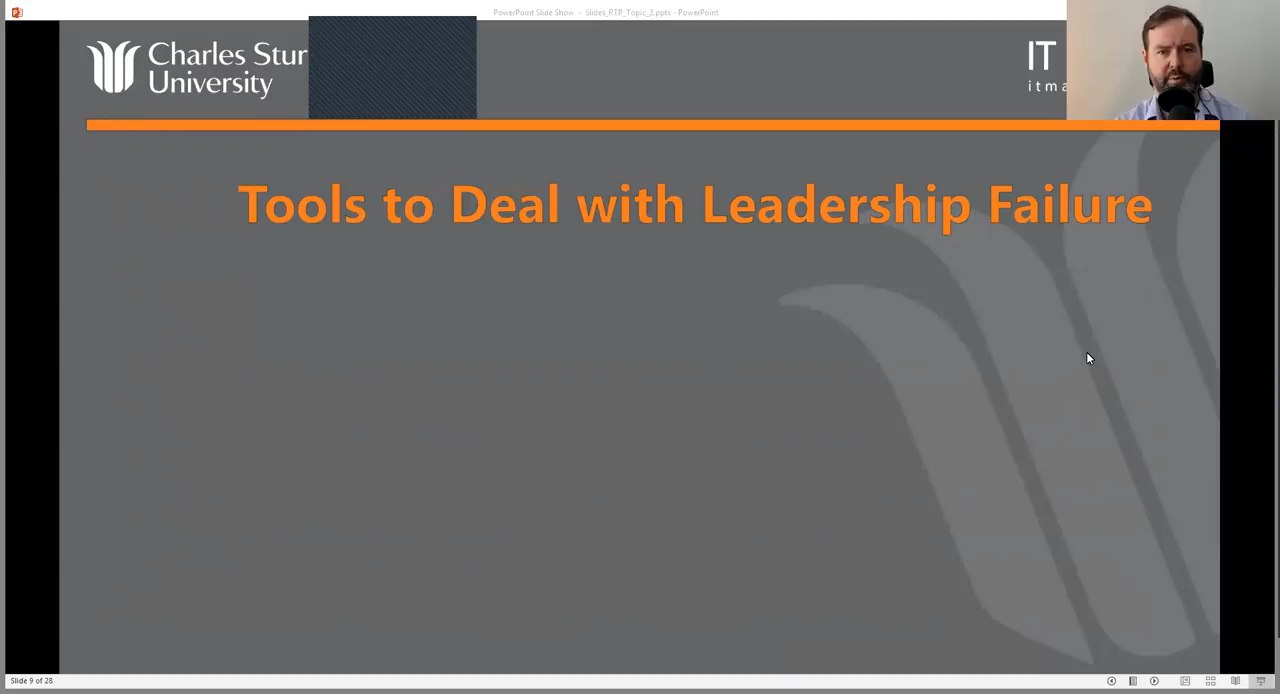 PowerPoint Slide Show - Slides_RTP_Topic_2.pptx - PowerPoint
Charles Stur
University
IT
itma
Tools to Deal with Leadership Failure
Slide 9 of 28